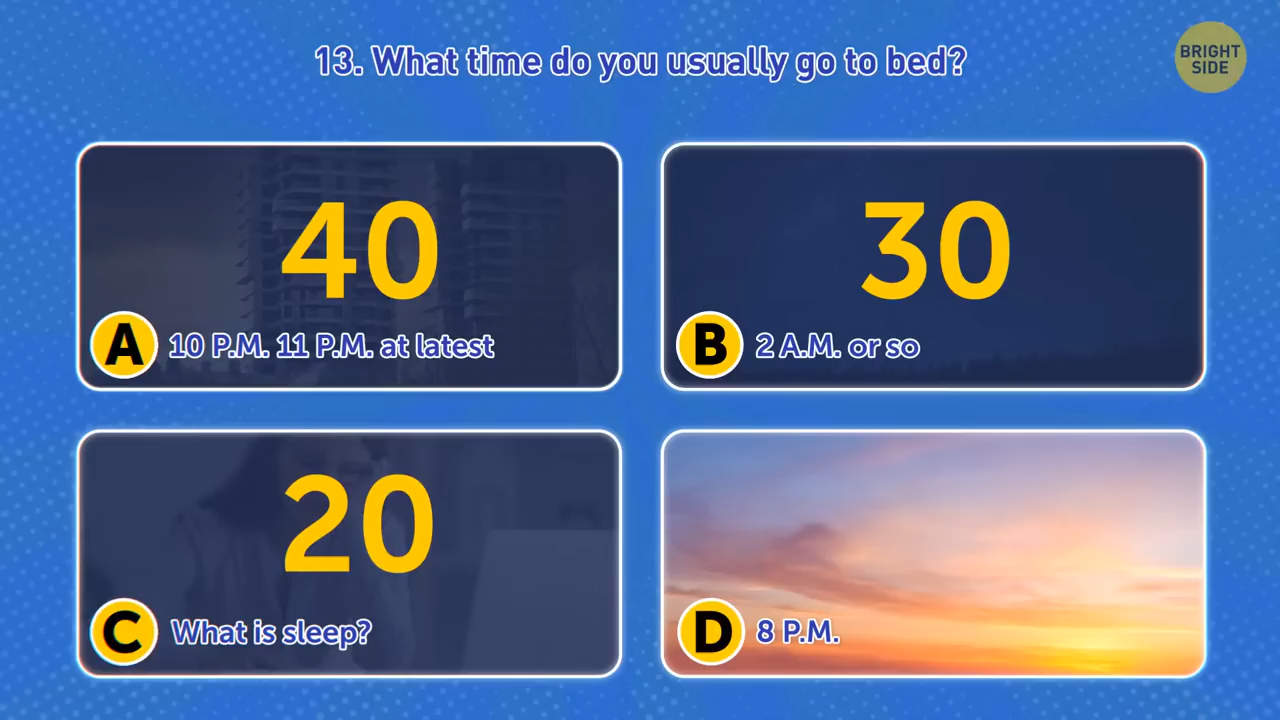 13. What time do you usually go to bed?
BRIGHT
SIDE
40
A 10 P.M. 11 P.M. at latest
30
B 2 A.M. or so
20
C What is sleep?
D 8 P.M.